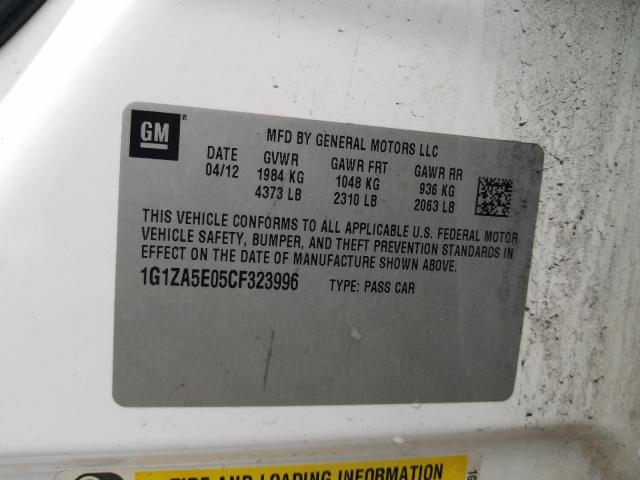 GM
MFD BY GENERAL MOTORS LLC
DATE GVWR GAWR FRT GAWR RR
04/12 1984 KG 1048 KG 936 KG
4373 LB 2310 LB 2063 LB
THIS VEHICLE CONFORMS TO ALL APPLICABLE U.S. FEDERAL MOTOR
VEHICLE SAFETY, BUMPER, AND THEFT PREVENTION STANDARDS IN
EFFECT ON THE DATE OF MANUFACTURE SHOWN ABOVE.
1G1ZA5E05CF323996 TYPE: PASS CAR
TIRE AND LOADING INFORMATION